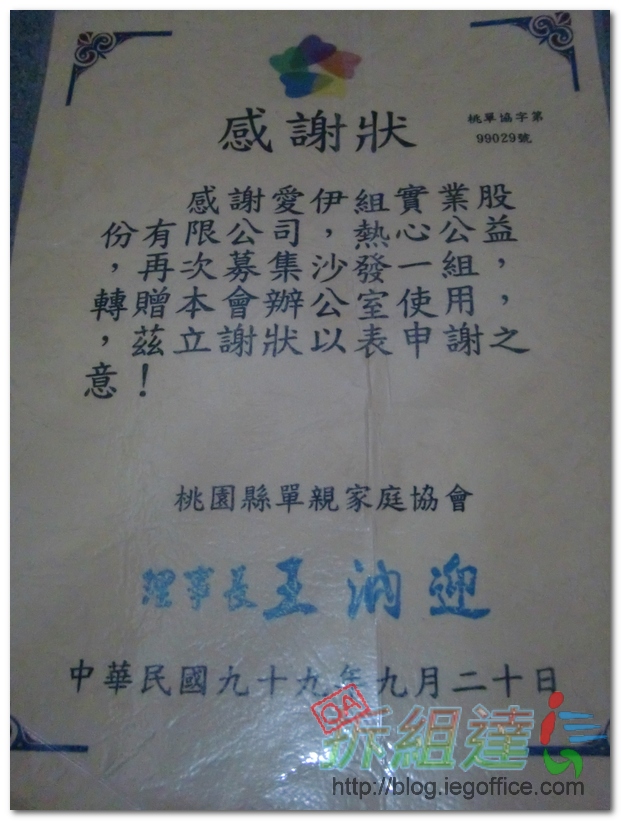 感謝狀
桃單協字第
99029號
感謝愛伊組實業股
份有限公司，熱心公益
，再次募集沙發一組，
轉贈本會辦公室使用，
，茲立謝狀以表申謝之
意！
桃園縣單親家庭協會
理事長王汭迎
中華民國九十九年九月二十日
QA
拆組達
http://blog.iegoffice.com/